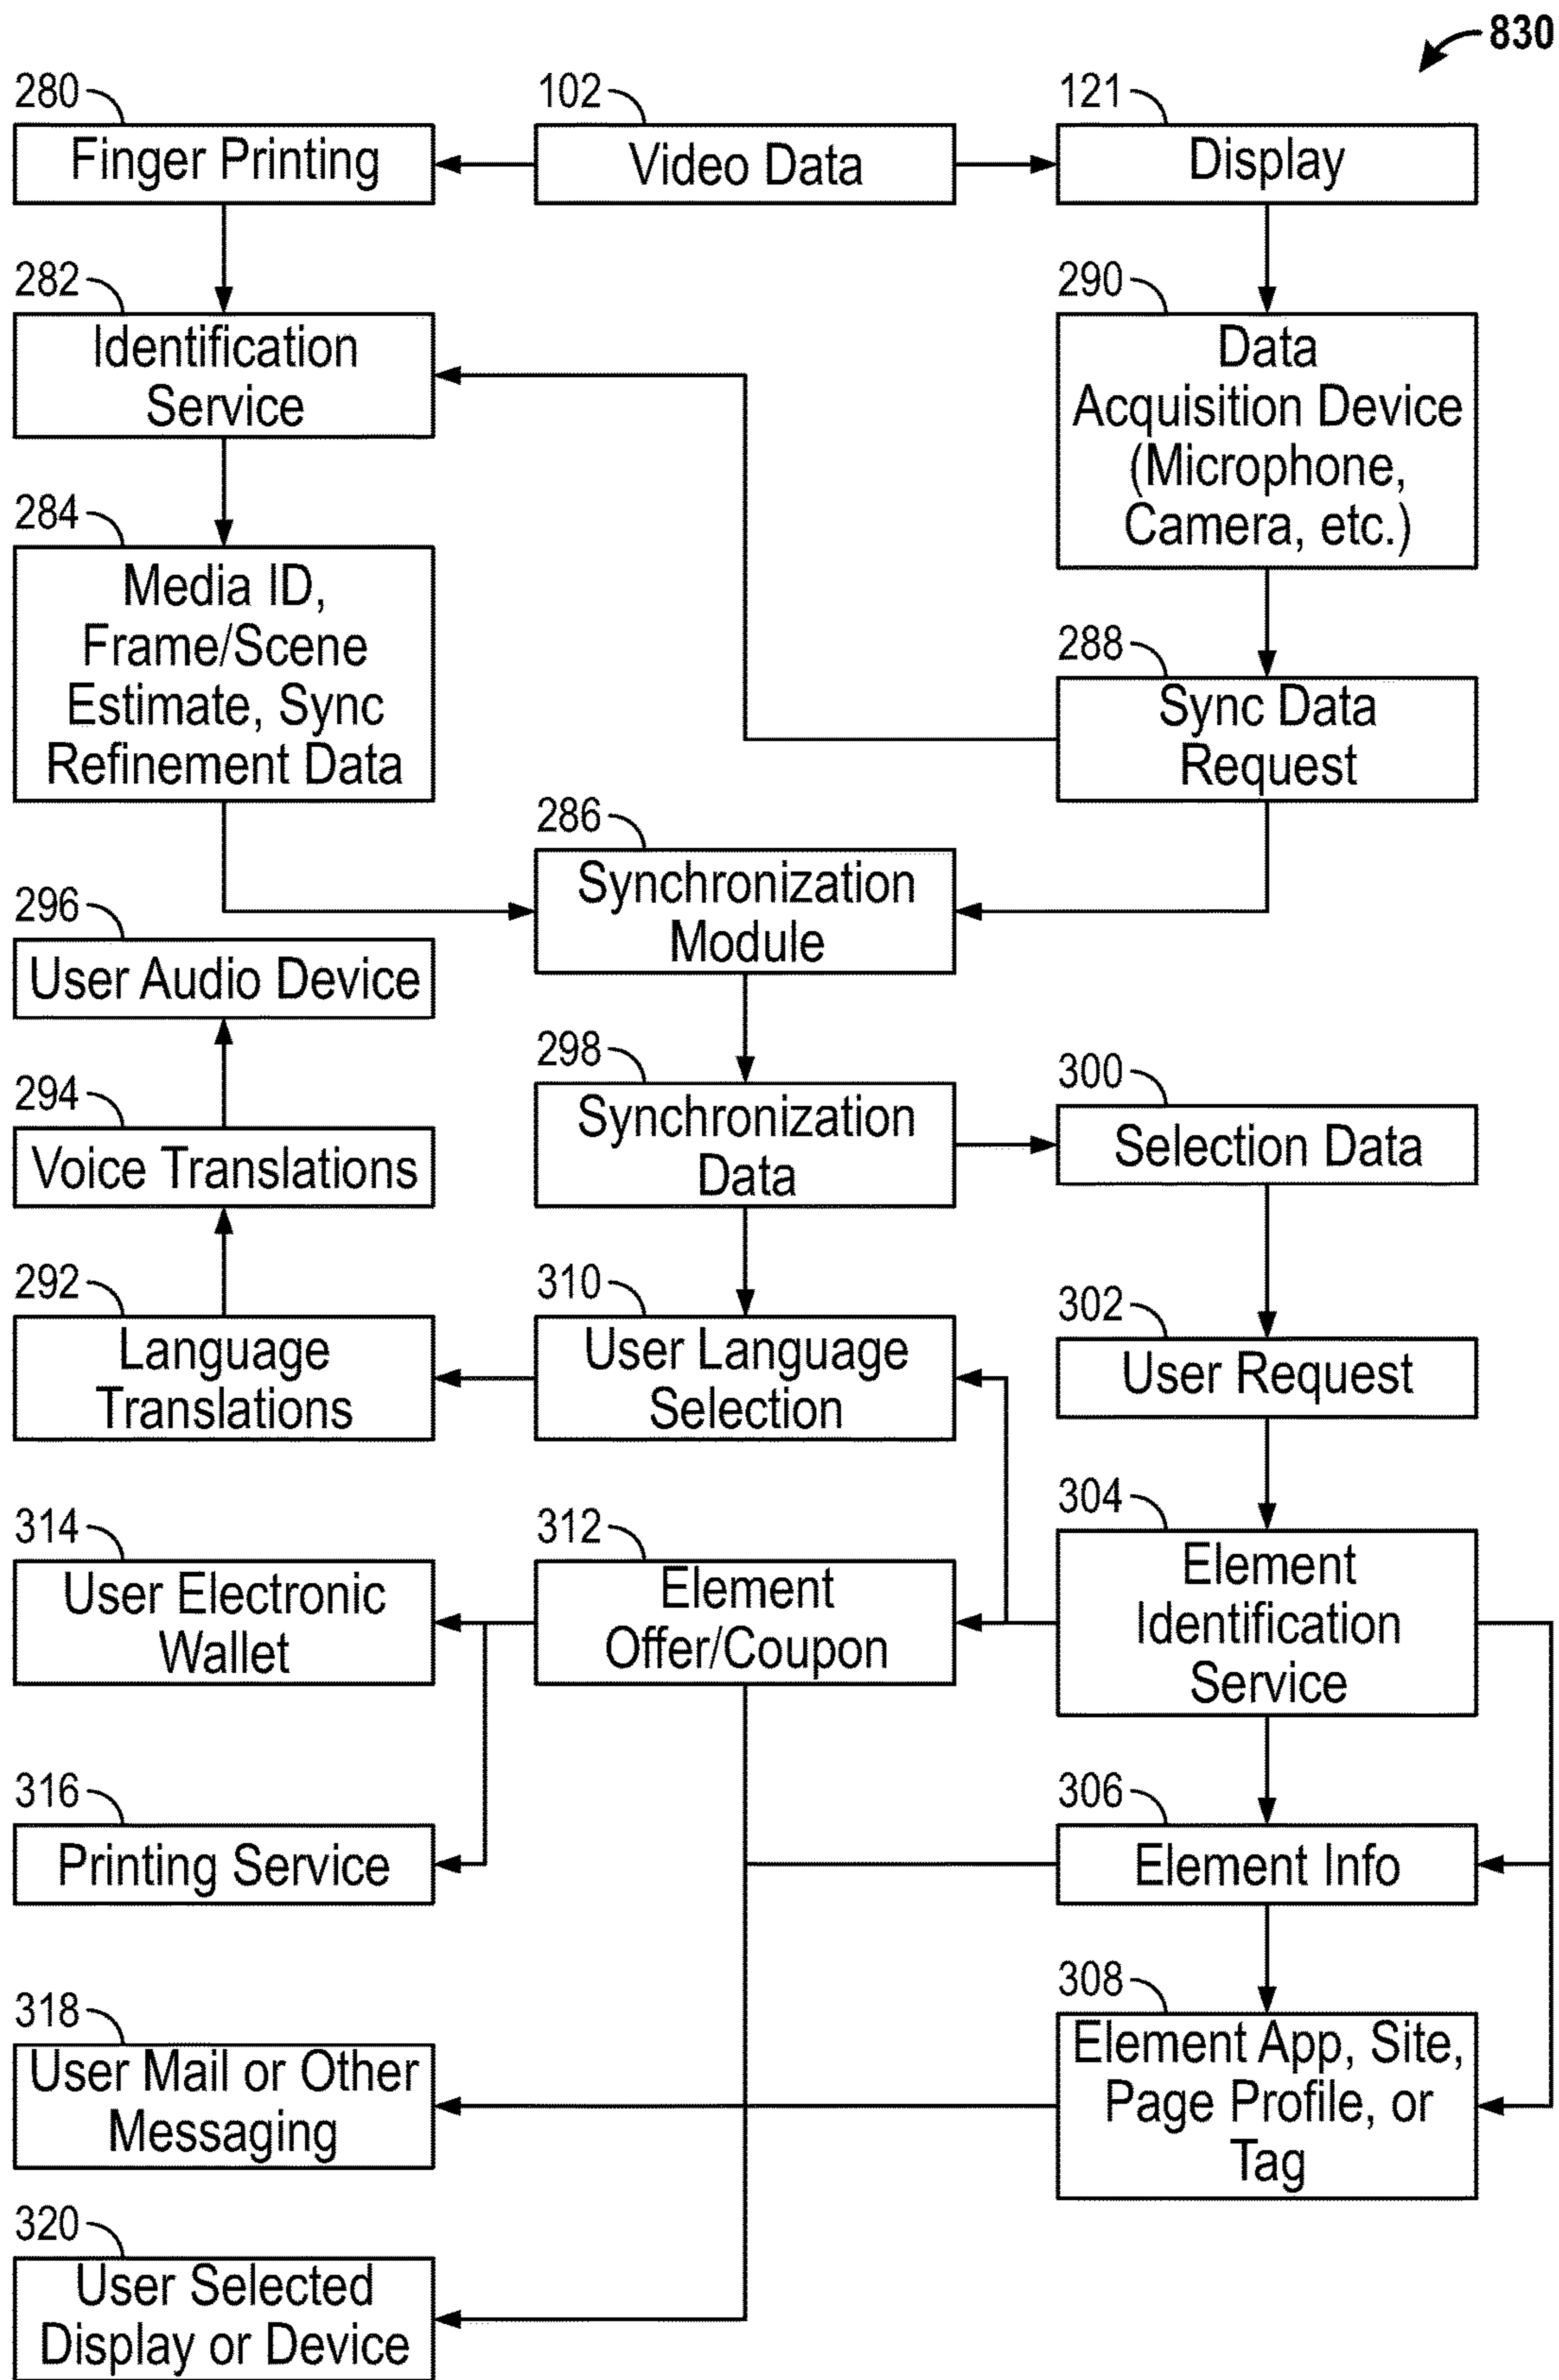 830
280
Finger Printing
102
Video Data
121
Display
282
Identification
Service
290
Data
Acquisition Device
(Microphone,
Camera, etc.)
284
Media ID,
Frame/Scene
Estimate, Sync
Refinement Data
288
Sync Data
Request
286
Synchronization
Module
296
User Audio Device
298
Synchronization
Data
300
Selection Data
294
Voice Translations
292
Language
Translations
310
User Language
Selection
302
User Request
314
User Electronic
Wallet
312
Element
Offer/Coupon
304
Element
Identification
Service
316
Printing Service
306
Element Info
318
User Mail or Other
Messaging
308
Element App, Site,
Page Profile, or
Tag
320
User Selected
Display or Device